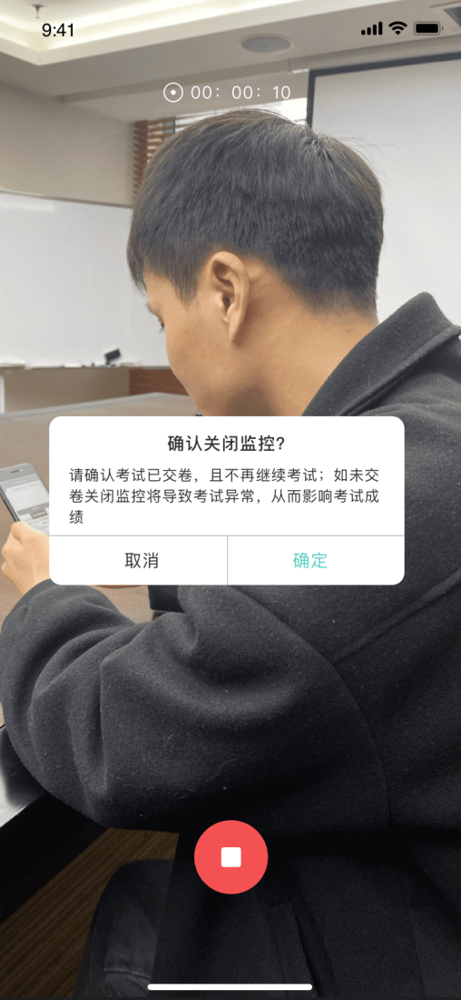 9:41
00：00：10
确认关闭监控?
请确认考试已交卷，且不再继续考试；如未交
卷关闭监控将导致考试异常，从而影响考试成
绩
取消
确定